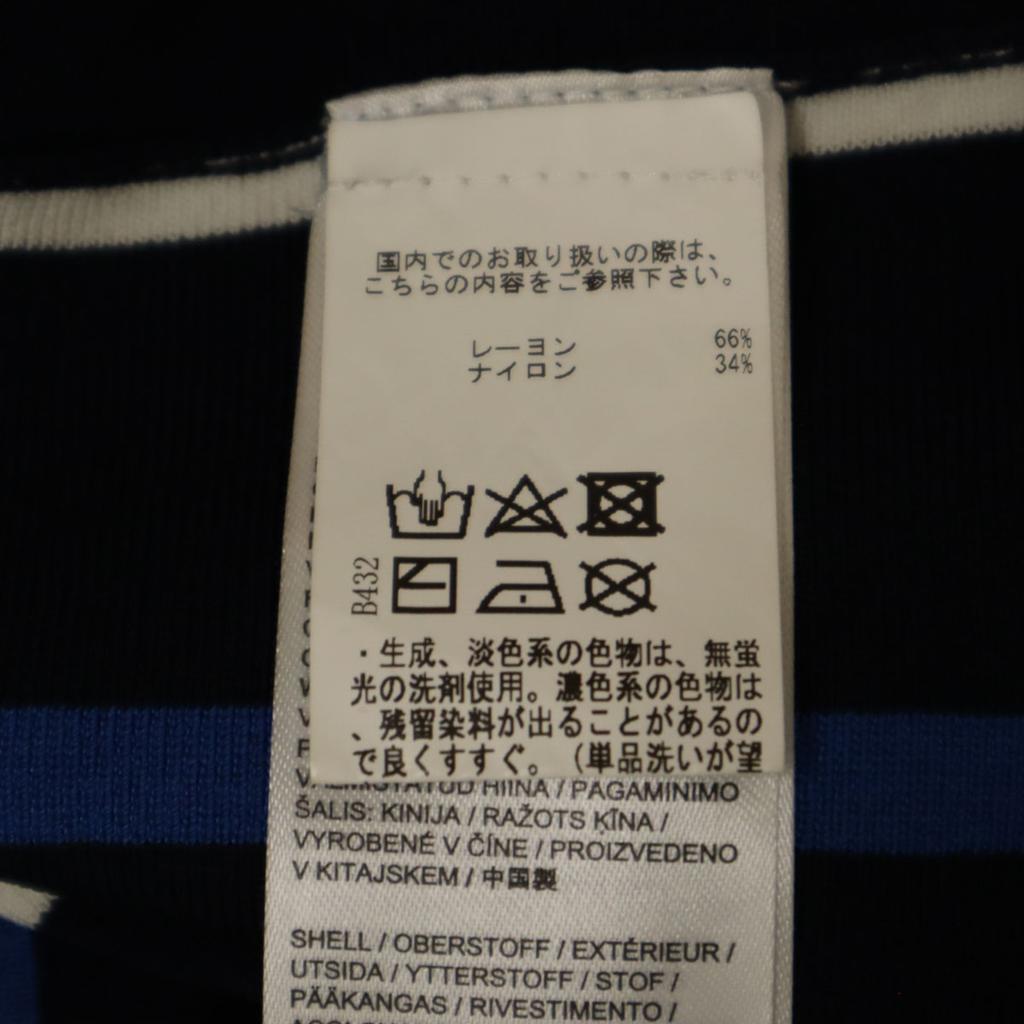 国内でのお取り扱いの際は、
こちらの内容をご参照下さい。
レーヨン 66%
ナイロン 34%
B432
・生成、淡色系の色物は、無蛍
光の洗剤使用。濃色系の色物は
、残留染料が出ることがあるの
で良くすすぐ。（単品洗いが望
HIINA / PAGAMINIMO
ŠALIS: KINIJA / RAŽOTS ĶĪNA /
VYROBENÉ V ČÍNE / PROIZVEDENO
V KITAJSKEM / 中国製
SHELL / OBERSTOFF / EXTÉRIEUR /
UTSIDA / YTTERSTOFF / STOF /
PÄÄKANGAS / RIVESTIMENTO /